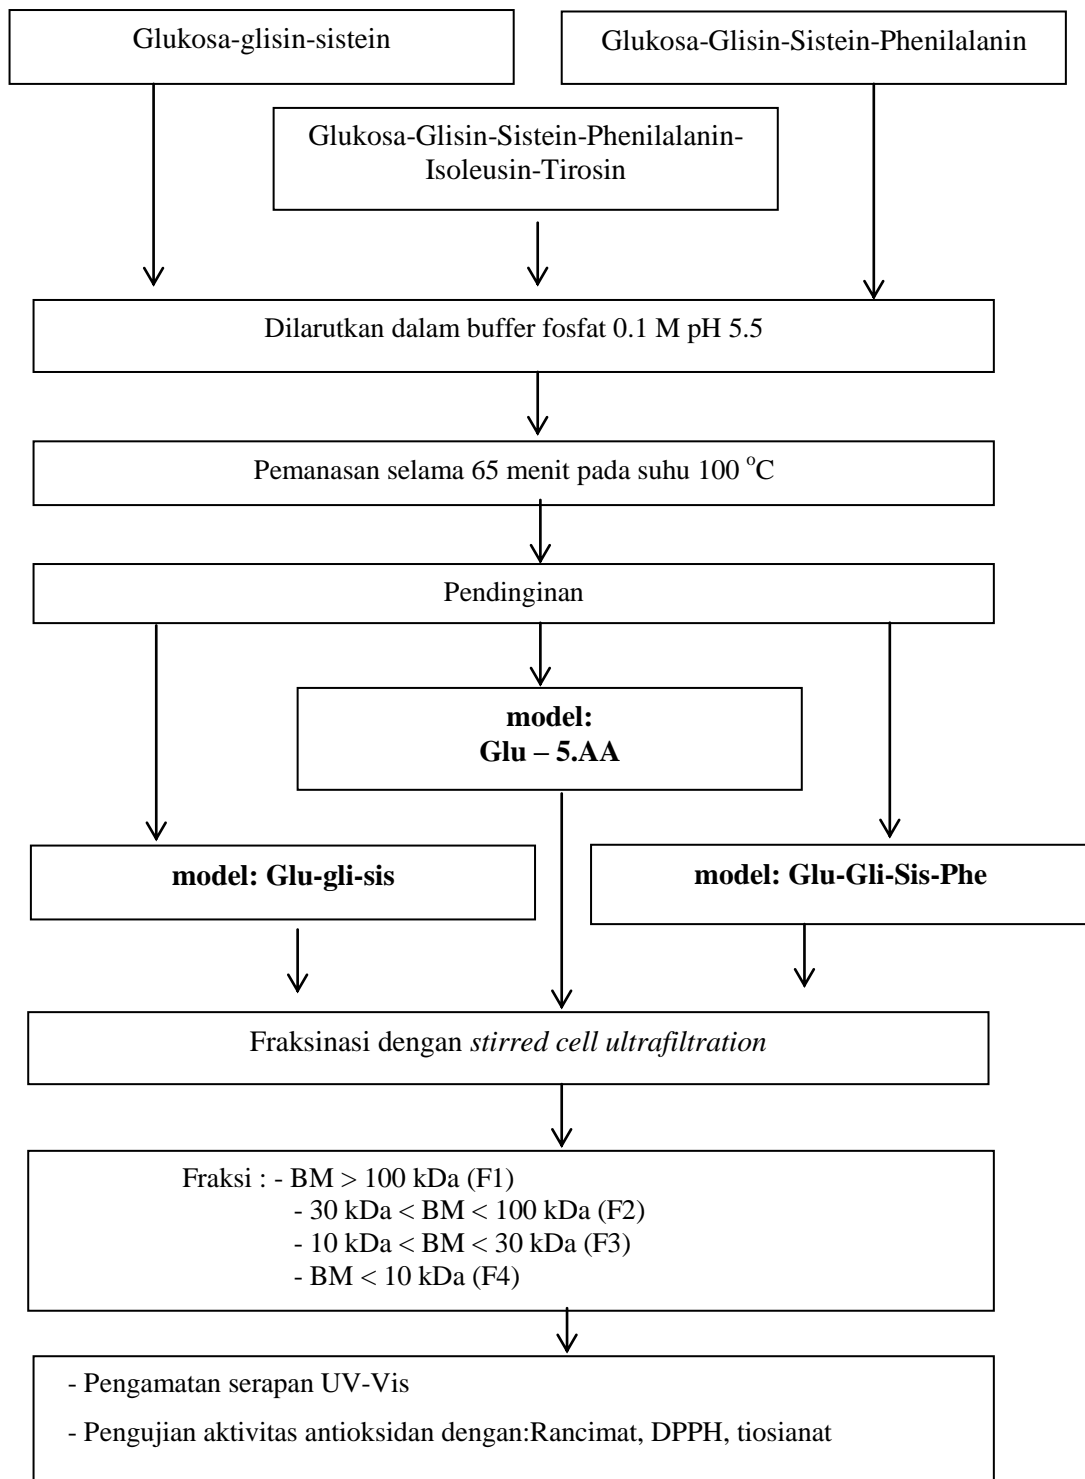 Glukosa-glisin-sistein
Glukosa-Glisin-Sistein-Phenilalanin
Glukosa-Glisin-Sistein-Phenilalanin-
Isoleusin-Tirosin
Dilarutkan dalam buffer fosfat 0.1 M pH 5.5
Pemanasan selama 65 menit pada suhu 100 °C
Pendinginan
model:
Glu – 5.AA
model: Glu-gli-sis
model: Glu-Gli-Sis-Phe
Fraksinasi dengan stirred cell ultrafiltration
Fraksi : - BM > 100 kDa (F1)
- 30 kDa < BM < 100 kDa (F2)
- 10 kDa < BM < 30 kDa (F3)
- BM < 10 kDa (F4)
- Pengamatan serapan UV-Vis
- Pengujian aktivitas antioksidan dengan:Rancimat, DPPH, tiosianat